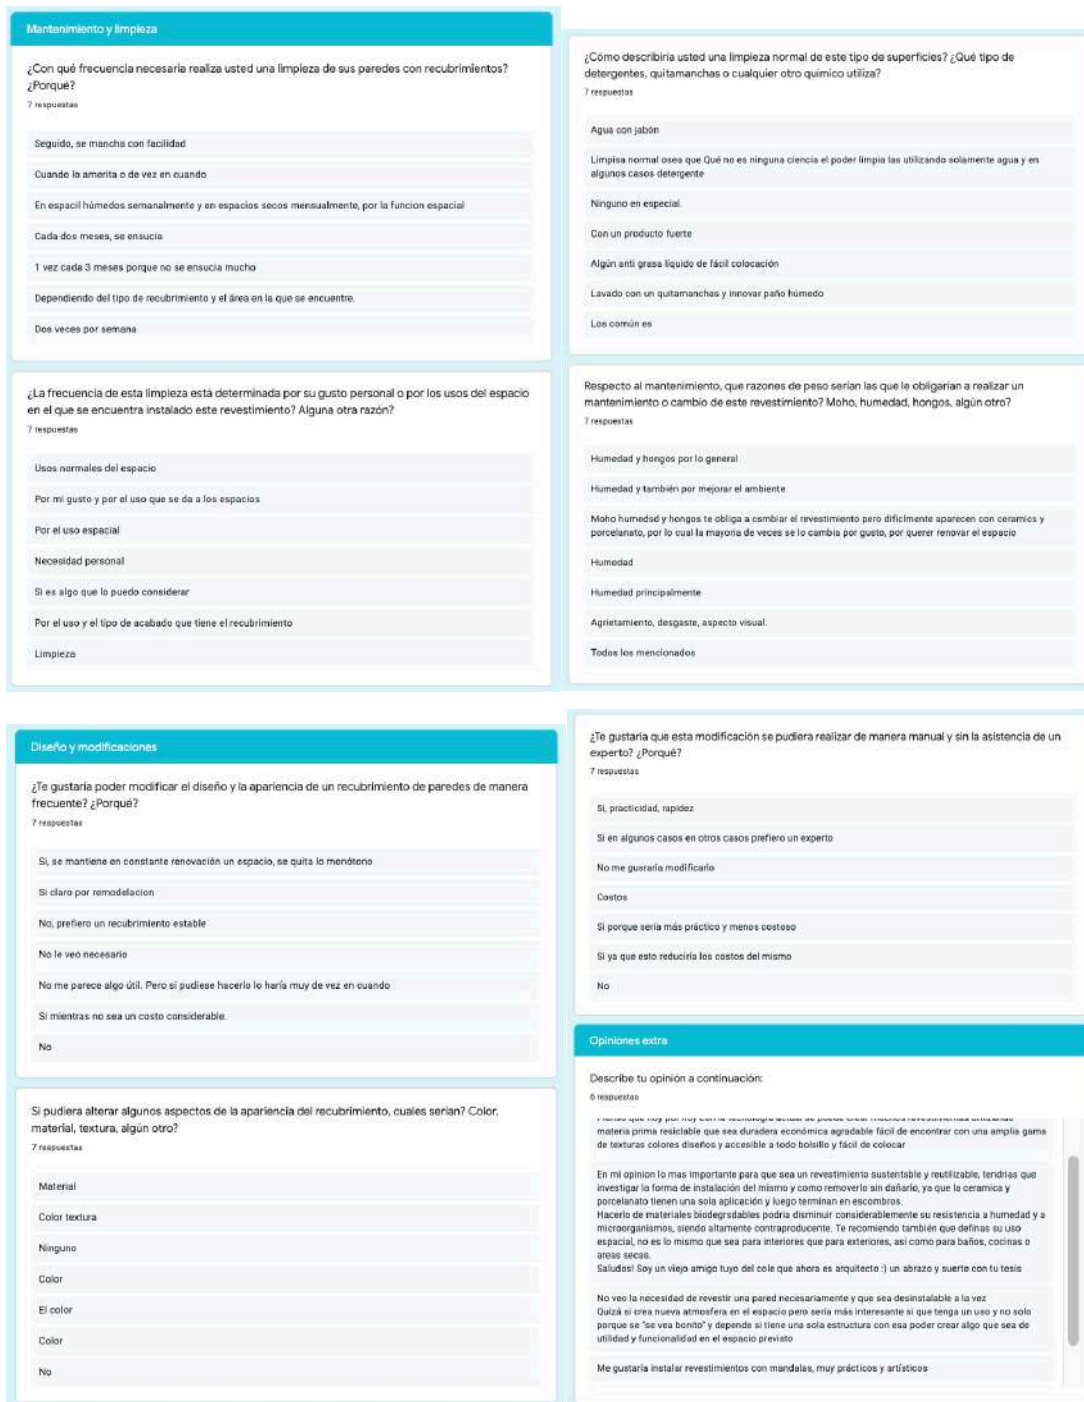 Mantenimiento y limpieza
¿Con qué frecuencia necesaria realiza usted una limpieza de sus paredes con recubrimientos?
¿Porqué?
7 respuestas
Seguido, se mancha con facilidad
Cuando lo amerita o de vez en cuando
En espacil húmedos semanalmente y en espacios secos mensualmente, por la funcion espacial
Cada dos meses, se ensucia
1 vez cada 3 meses porque no se ensucia mucho
Dependiendo del tipo de recubrimiento y el área en la que se encuentre.
Dos veces por semana
¿La frecuencia de esta limpieza está determinada por su gusto personal o por los usos del espacio
en el que se encuentra instalado este revestimiento? Alguna otra razón?
7 respuestas
Usos normales del espacio
Por mi gusto y por el uso que se da a los espacios
Por el uso espacial
Necesidad personal
Si es algo que lo puedo considerar
Por el uso y el tipo de acabado que tiene el recubrimiento
Limpieza
¿Cómo describiría usted una limpieza normal de este tipo de superficies? ¿Qué tipo de
detergentes, quitamanchas o cualquier otro químico utiliza?
7 respuestas
Agua con jabón
Limpisa normal osea que Qué no es ninguna ciencia el poder limpia las utilizando solamente agua y en
algunos casos detergente
Ninguno en especial.
Con un producto fuerte
Algún anti grasa líquido de fácil colocación
Lavado con un quitamanchas y innovar paño húmedo
Los común es
Respecto al mantenimiento, que razones de peso serían las que le obligarían a realizar un
mantenimiento o cambio de este revestimiento? Moho, humedad, hongos, algún otro?
7 respuestas
Humedad y hongos por lo general
Humedad y también por mejorar el ambiente
Moho humedad y hongos te obliga a cambiar el revestimiento pero dificilmente aparecen con ceramics y
porcelanato, por lo cual la mayoria de veces se lo cambia por gusto, por querer renovar el espacio
Humedad
Humedad principalmente
Agrietamiento, desgaste, aspecto visual.
Todos los mencionados
Diseño y modificaciones
¿Te gustaría poder modificar el diseño y la apariencia de un recubrimiento de paredes de manera
frecuente? ¿Porqué?
7 respuestas
Si, se mantiene en constante renovación un espacio, se quita lo monótono
Si claro por remodelacion
No, prefiero un recubrimiento estable
No le veo necesario
No me parece algo útil. Pero si pudiese hacerlo lo haría muy de vez en cuando
Si mientras no sea un costo considerable.
No
Si pudiera alterar algunos aspectos de la apariencia del recubrimiento, cuales serían? Color,
material, textura, algún otro?
7 respuestas
Material
Color textura
Ninguno
Color
El color
Color
No
¿Te gustaría que esta modificación se pudiera realizar de manera manual y sin la asistencia de un
experto? ¿Porqué?
7 respuestas
Si, practicidad, rapidez
Si en algunos casos en otros casos prefiero un experto
No me gusraría modificarlo
Costos
Si porque sería más práctico y menos costoso
Si ya que esto reduciría los costos del mismo
No
Opiniones extra
Describe tu opinión a continuación:
6 respuestas
materia prima resiclable que sea duradera económica agradable fácil de encontrar con una amplia gama
de texturas colores diseños y accesible a todo bolsillo y fácil de colocar
En mi opinion lo mas importante para que sea un revestimiento sustentable y reutilizable, tendrias que
investigar la forma de instalación del mismo y como removerlo sin dañarlo, ya que la ceramica y
porcelanato tienen una sola aplicación y luego terminan en escombros.
Hacerlo de materiales biodegrsdables podria disminuir considerablemente su resistencia a humedad y a
microorganismos, siendo altamente contraproducente. Te recomiendo también que definas su uso
espacial, no es lo mismo que sea para interiores que para exteriores, asi como para baños, cocinas o
areas secas.
Saludos! Soy un viejo amigo tuyo del cole que ahora es arquitecto :) un abrazo y suerte con tu tesis
No veo la necesidad de revestir una pared necesariamente y que sea desinstalable a la vez
Quizá si crea nueva atmosfera en el espacio pero sería más interesante si que tenga un uso y no solo
porque se "se vea bonito" y depende si tiene una sola estructura con esa poder crear algo que sea de
utilidad y funcionalidad en el espacio previsto
Me gustaría instalar revestimientos con mandalas, muy prácticos y artísticos